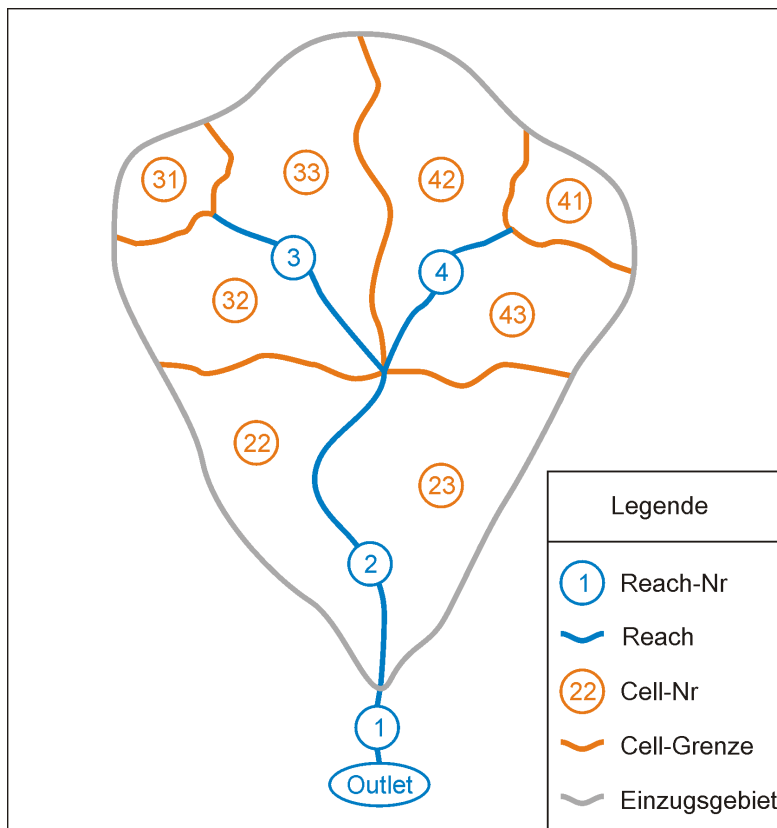 31
33
42
41
3
4
32
43
22
23
2
1
Outlet
Legende
1 Reach-Nr
Reach
22 Cell-Nr
Cell-Grenze
Einzugsgebiet